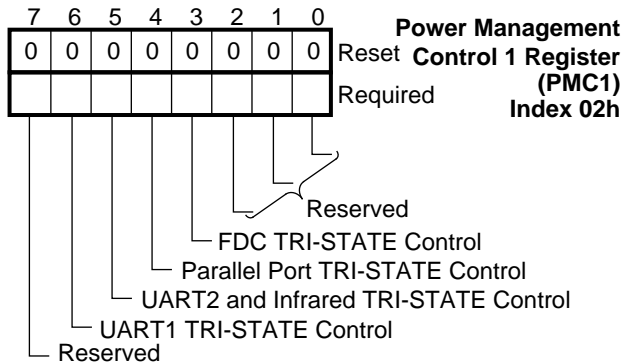 7 6 5 4 3 2 1 0
Power Management
Control 1 Register
(PMC1)
Index 02h
0 0 0 0 0 0 0 0 Reset
Required
Reserved
FDC TRI-STATE Control
Parallel Port TRI-STATE Control
UART2 and Infrared TRI-STATE Control
UART1 TRI-STATE Control
Reserved